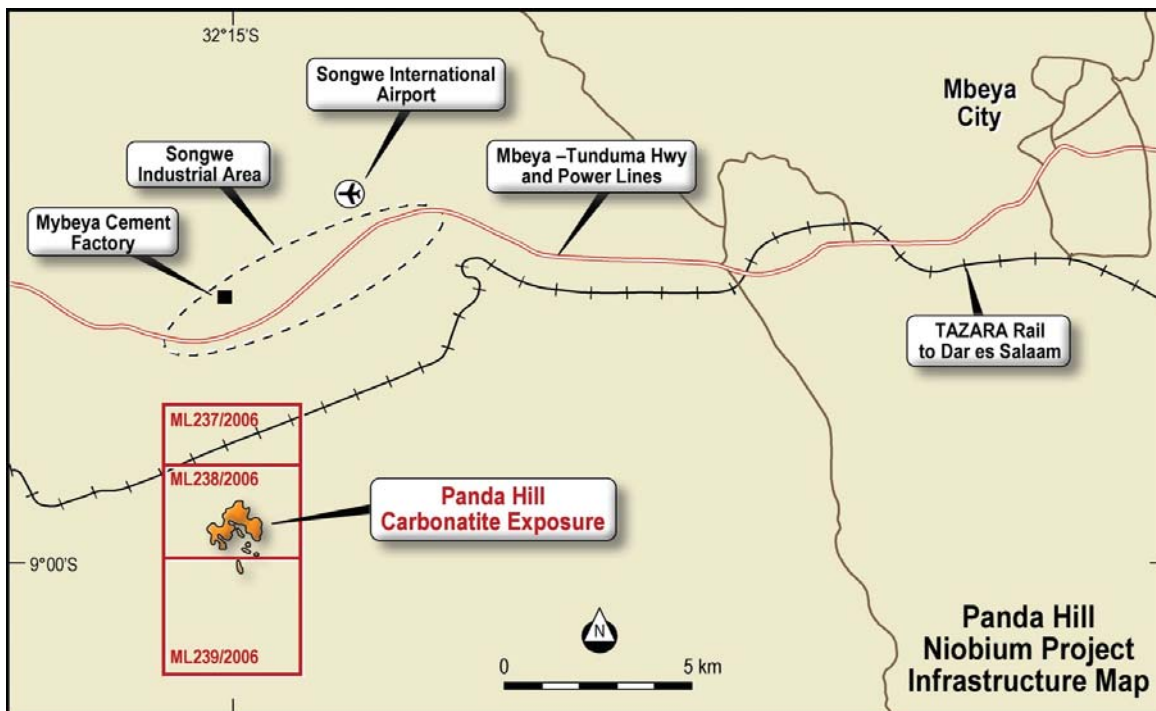 32°15'S
Songwe International
Airport
Mbeya
City
Songwe
Industrial Area
Mbeya –Tunduma Hwy
and Power Lines
Mybeya Cement
Factory
TAZARA Rail
to Dar es Salaam
ML237/2006
ML238/2006
Panda Hill
Carbonatite Exposure
9°00'S
ML239/2006
N
0 5 km
Panda Hill
Niobium Project
Infrastructure Map